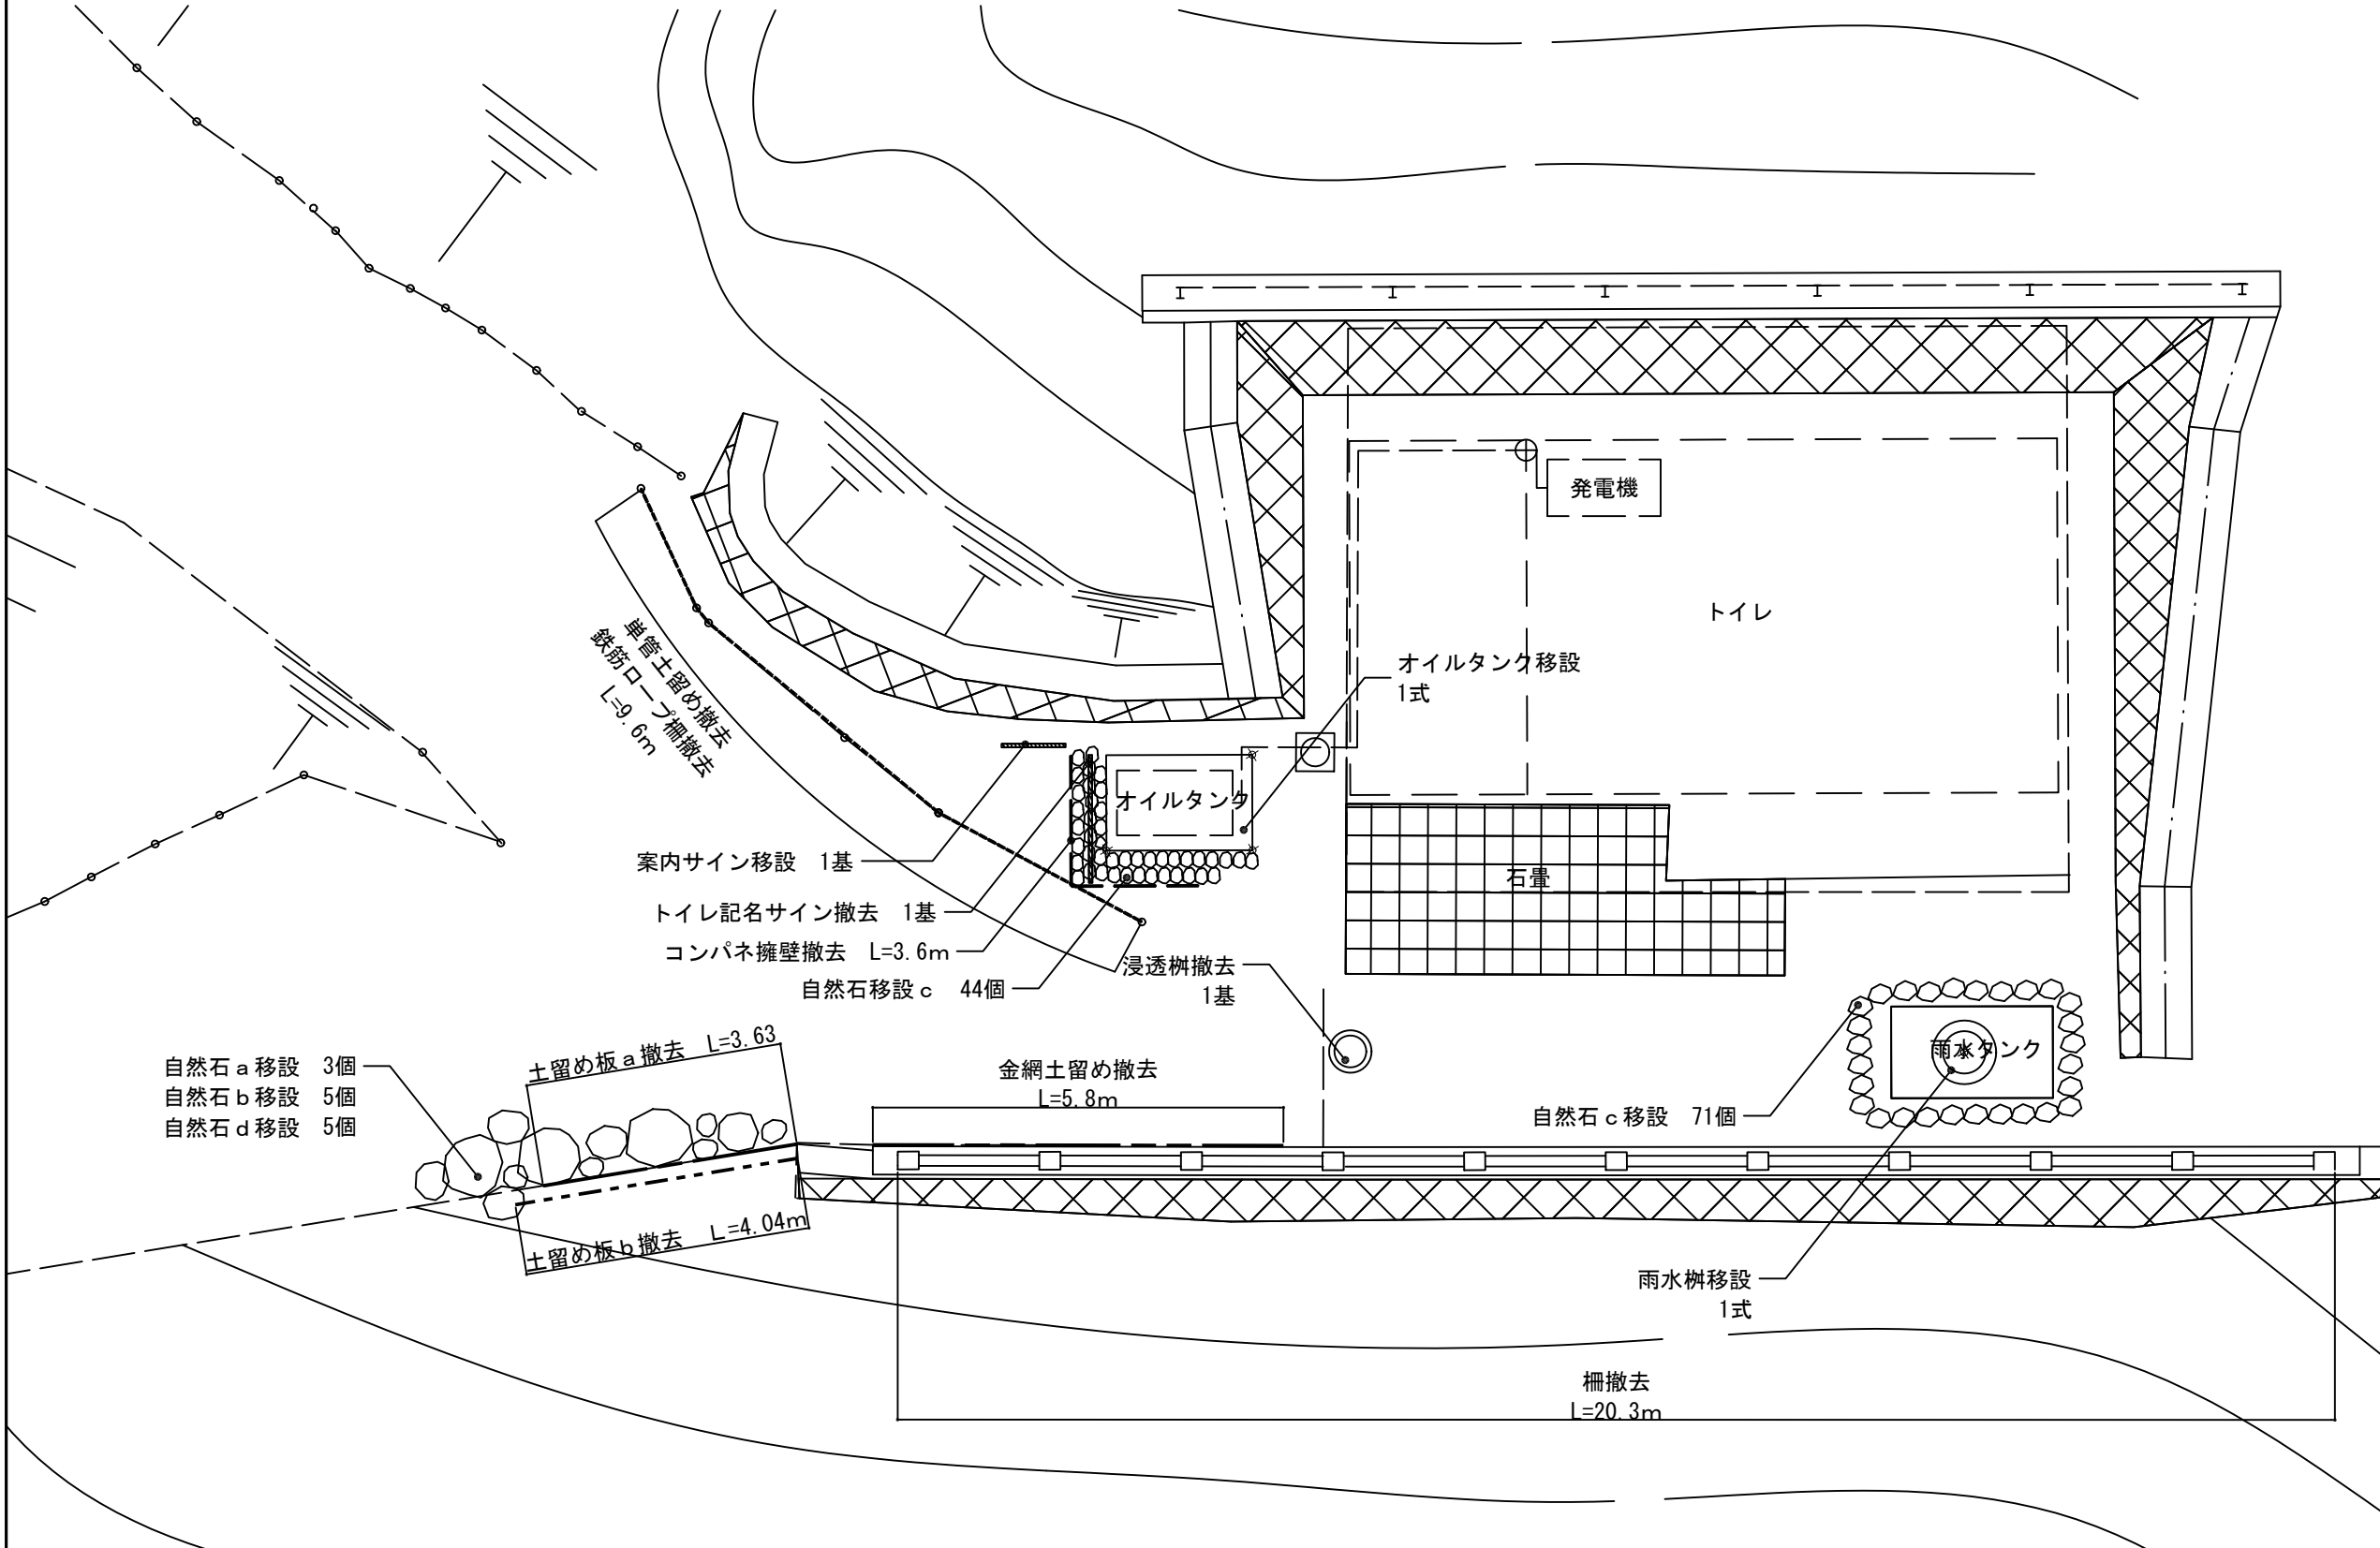 発電機
トイレ
オイルタンク移設
1式
単管土留め撤去
鉄筋ロープ柵撤去
L=9.6m
オイルタンク
案内サイン移設　1基
石畳
トイレ記名サイン撤去　1基
コンパネ擁壁撤去　L=3.6m
自然石移設ｃ　44個
浸透桝撤去
1基
雨水タンク
自然石ａ移設　3個
自然石ｂ移設　5個
自然石ｄ移設　5個
土留め板ａ撤去　L=3.63
金網土留め撤去
L=5.8m
自然石ｃ移設　71個
土留め板ｂ撤去　L=4.04m
雨水桝移設
1式
柵撤去
L=20.3m